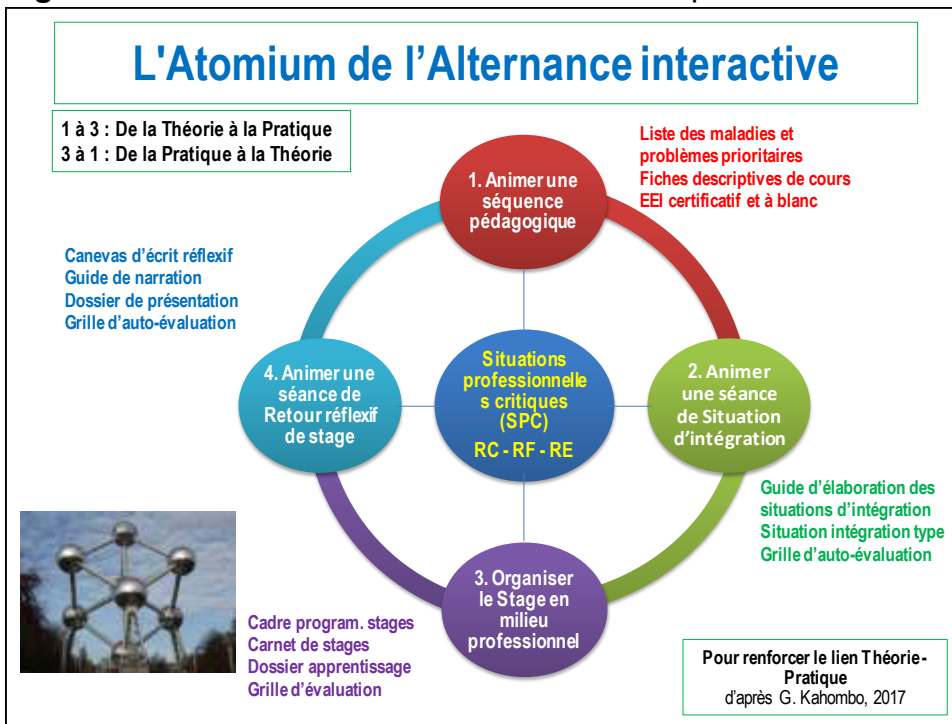 L'Atomium de l'Alternance interactive
1 à 3 : De la Théorie à la Pratique
3 à 1 : De la Pratique à la Théorie
Liste des maladies et
problèmes prioritaires
Fiches descriptives de cours
EEI certificatif et à blanc
1. Animer une
séquence
pédagogique
Canevas d'écrit réflexif
Guide de narration
Dossier de présentation
Grille d'auto-évaluation
4. Animer une
séance de
Retour réflexif
de stage
Situations
professionnelle
s critiques
(SPC)
RC - RF - RE
2. Animer
une séance
de Situation
d'intégration
Guide d'élaboration des
situations d'intégration
Situation intégration type
Grille d'auto-évaluation
3. Organiser
le Stage en
milieu
professionnel
Cadre program. stages
Carnet de stages
Dossier apprentissage
Grille d'évaluation
Pour renforcer le lien Théorie-
Pratique
d'après G. Kahombo, 2017